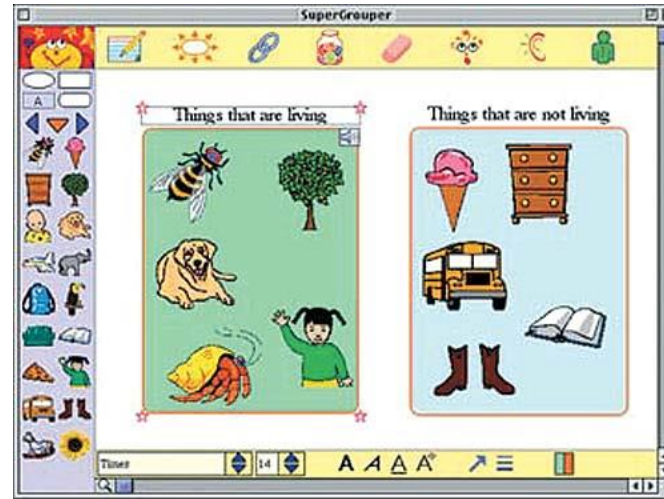 SuperGrouper
A
Things that are living
Things that are not living
Times
14
A A A A